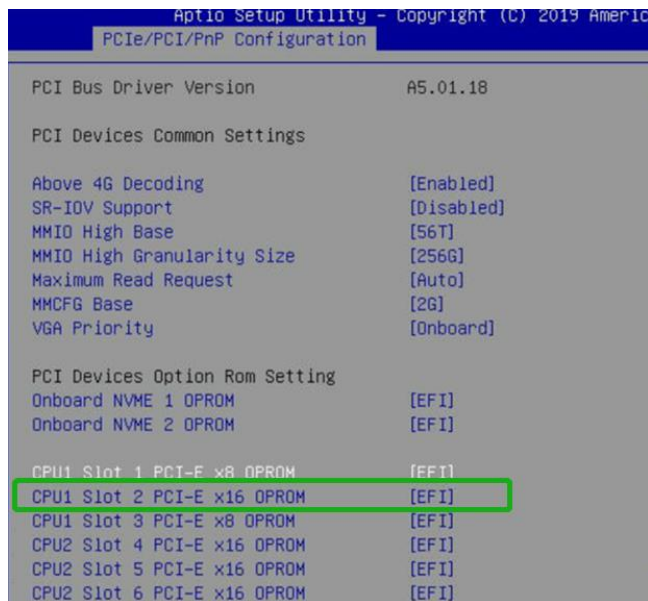 Aptio Setup Utility - Copyright (C) 2019 Americ
PCIe/PCI/PnP Configuration
PCI Bus Driver Version A5.01.18
PCI Devices Common Settings
Above 4G Decoding [Enabled]
SR-IOV Support [Disabled]
MMIO High Base [56T]
MMIO High Granularity Size [256G]
Maximum Read Request [Auto]
MMCFG Base [2G]
VGA Priority [Onboard]
PCI Devices Option Rom Setting
Onboard NVME 1 OPROM [EFI]
Onboard NVME 2 OPROM [EFI]
CPU1 Slot 1 PCI-E x8 OPROM [EFI]
CPU1 Slot 2 PCI-E x16 OPROM [EFI]
CPU1 Slot 3 PCI-E x8 OPROM [EFI]
CPU2 Slot 4 PCI-E x16 OPROM [EFI]
CPU2 Slot 5 PCI-E x16 OPROM [EFI]
CPU2 Slot 6 PCI-E x16 OPROM [EFI]